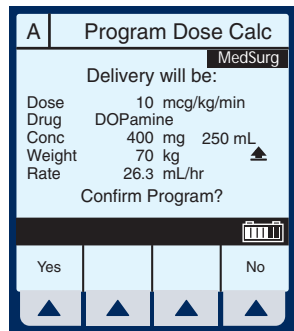 A Program Dose Calc
MedSurg
Delivery will be:
Dose 10 mcg/kg/min
Drug DOPamine
Conc 400 mg 250 mL
Weight 70 kg
Rate 26.3 mL/hr
Confirm Program?
Yes No